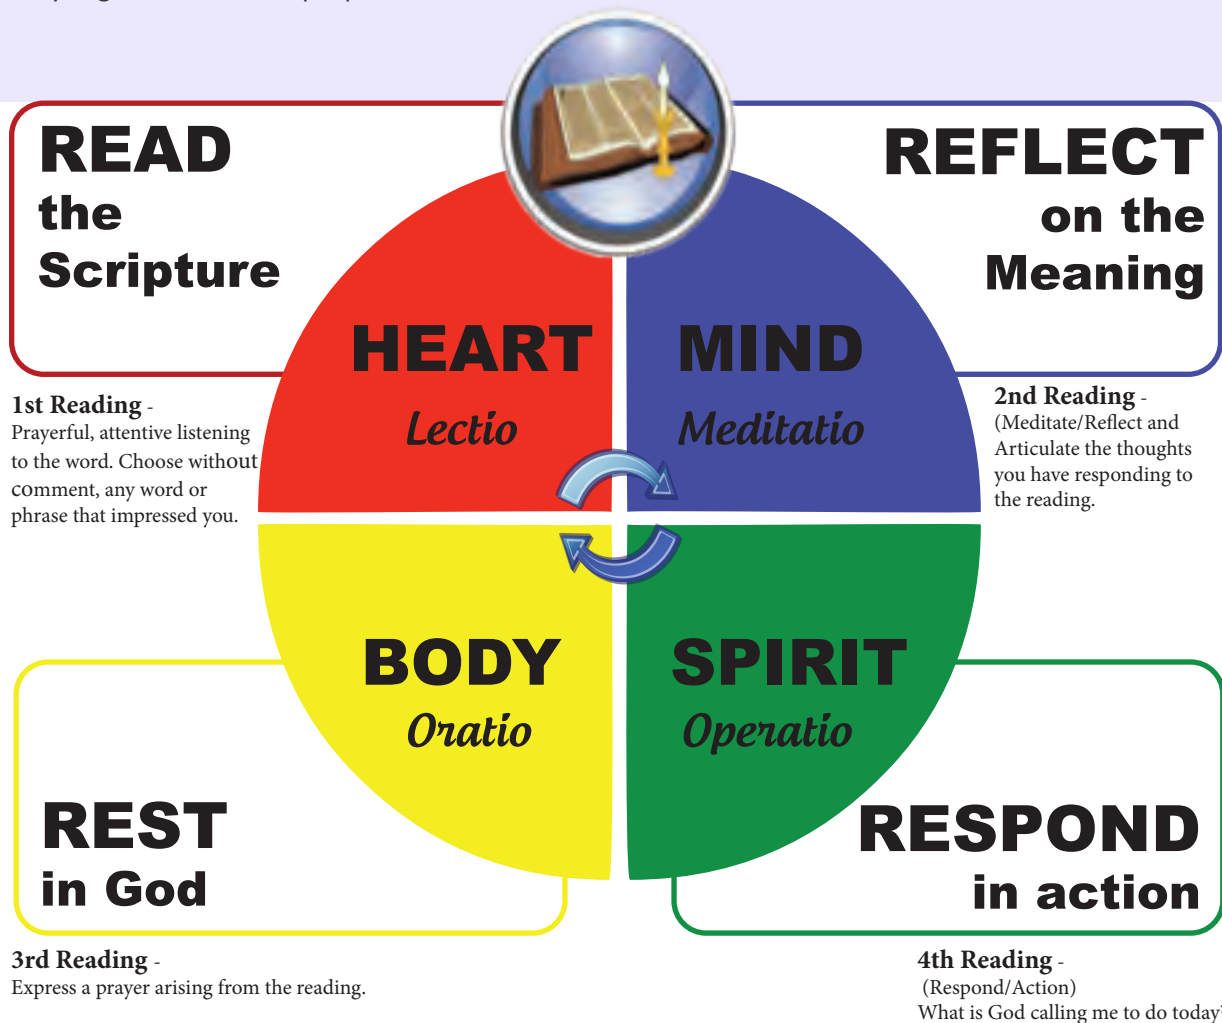 READ
the
Scripture
HEART
Lectio
1st Reading -
Prayerful, attentive listening
to the word. Choose without
comment, any word or
phrase that impressed you.
REFLECT
on the
Meaning
MIND
Meditatio
2nd Reading -
(Meditate/Reflect and
Articulate the thoughts
you have responding to
the reading.
BODY
Oratio
REST
in God
3rd Reading -
Express a prayer arising from the reading.
SPIRIT
Operatio
RESPOND
in action
4th Reading -
(Respond/Action)
What is God calling me to do today?